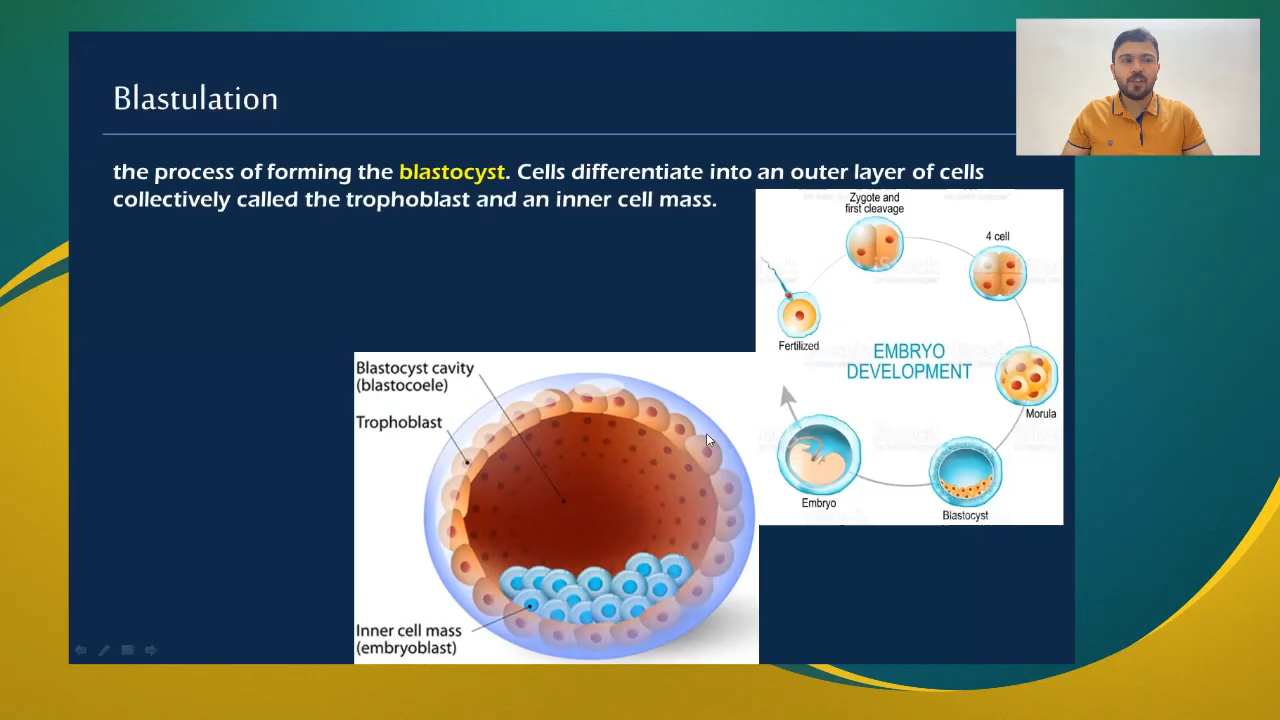 Blastulation
the process of forming the blastocyst. Cells differentiate into an outer layer of cells
collectively called the trophoblast and an inner cell mass.
Zygote and
first cleavage
4 cell
Fertilized
EMBRYO
DEVELOPMENT
Morula
Embryo
Blastocyst
Blastocyst cavity
(blastocoele)
Trophoblast
Inner cell mass
(embryoblast)
iStock